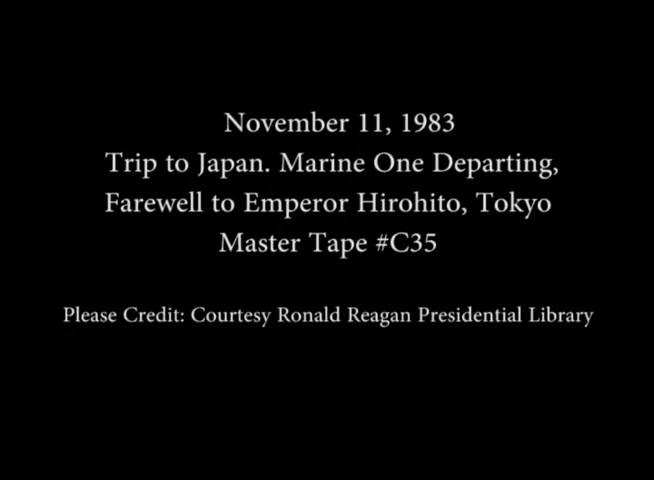 November 11, 1983
Trip to Japan. Marine One Departing,
Farewell to Emperor Hirohito, Tokyo
Master Tape #C35
Please Credit: Courtesy Ronald Reagan Presidential Library